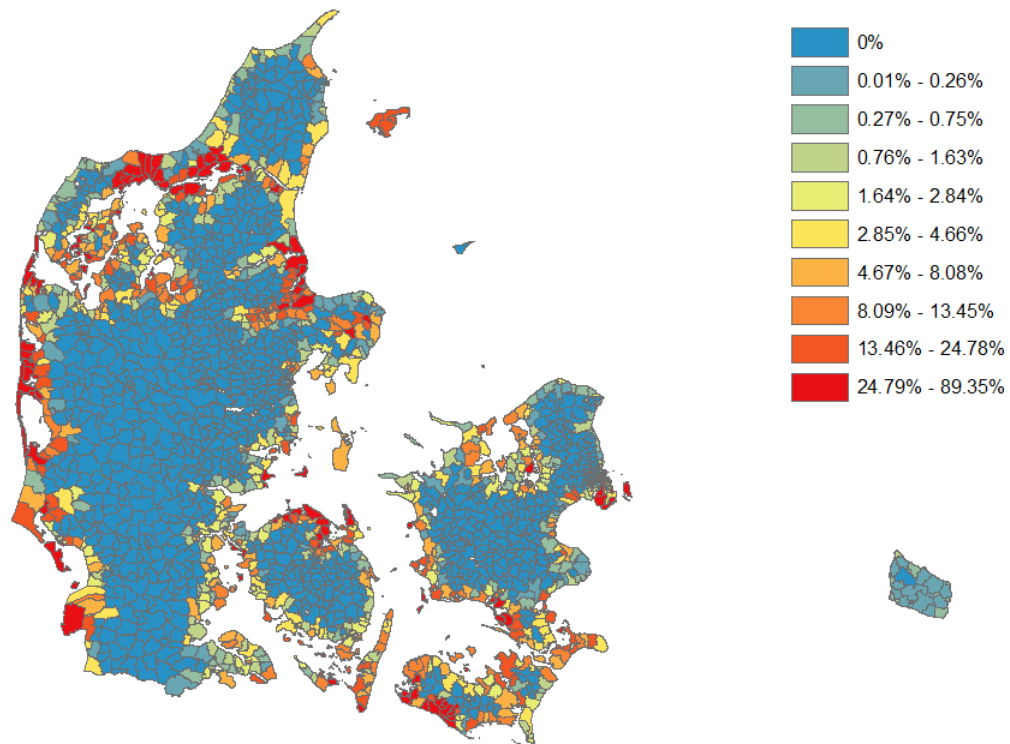 0%
0.01% - 0.26%
0.27% - 0.75%
0.76% - 1.63%
1.64% - 2.84%
2.85% - 4.66%
4.67% - 8.08%
8.09% - 13.45%
13.46% - 24.78%
24.79% - 89.35%